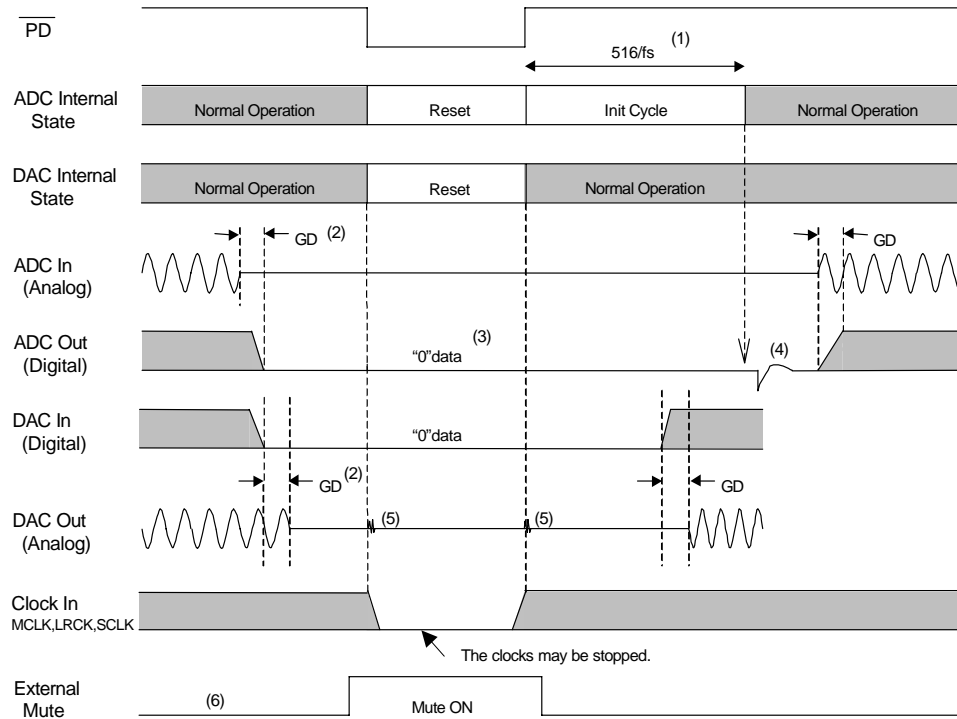 PD
516/fs (1)
ADC Internal
State
Normal Operation
Reset
Init Cycle
Normal Operation
DAC Internal
State
Normal Operation
Reset
Normal Operation
GD (2)
GD
ADC In
(Analog)
ADC Out
(Digital)
"0"data (3)
(4)
DAC In
(Digital)
"0"data
GD (2)
GD
DAC Out
(Analog)
(5)
(5)
Clock In
MCLK,LRCK,SCLK
The clocks may be stopped.
External
Mute
(6)
Mute ON